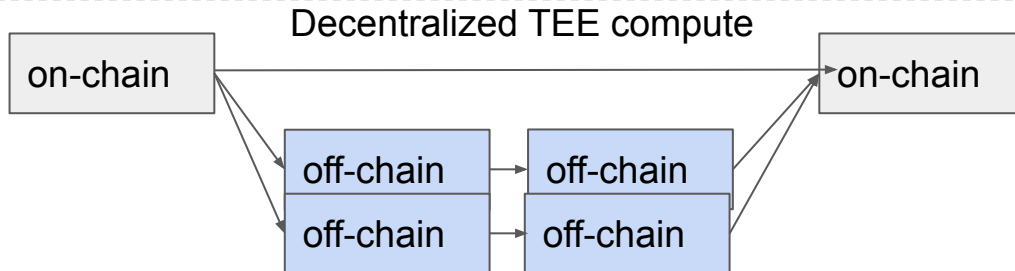 Decentralized TEE compute
on-chain
on-chain
off-chain
off-chain
off-chain
off-chain